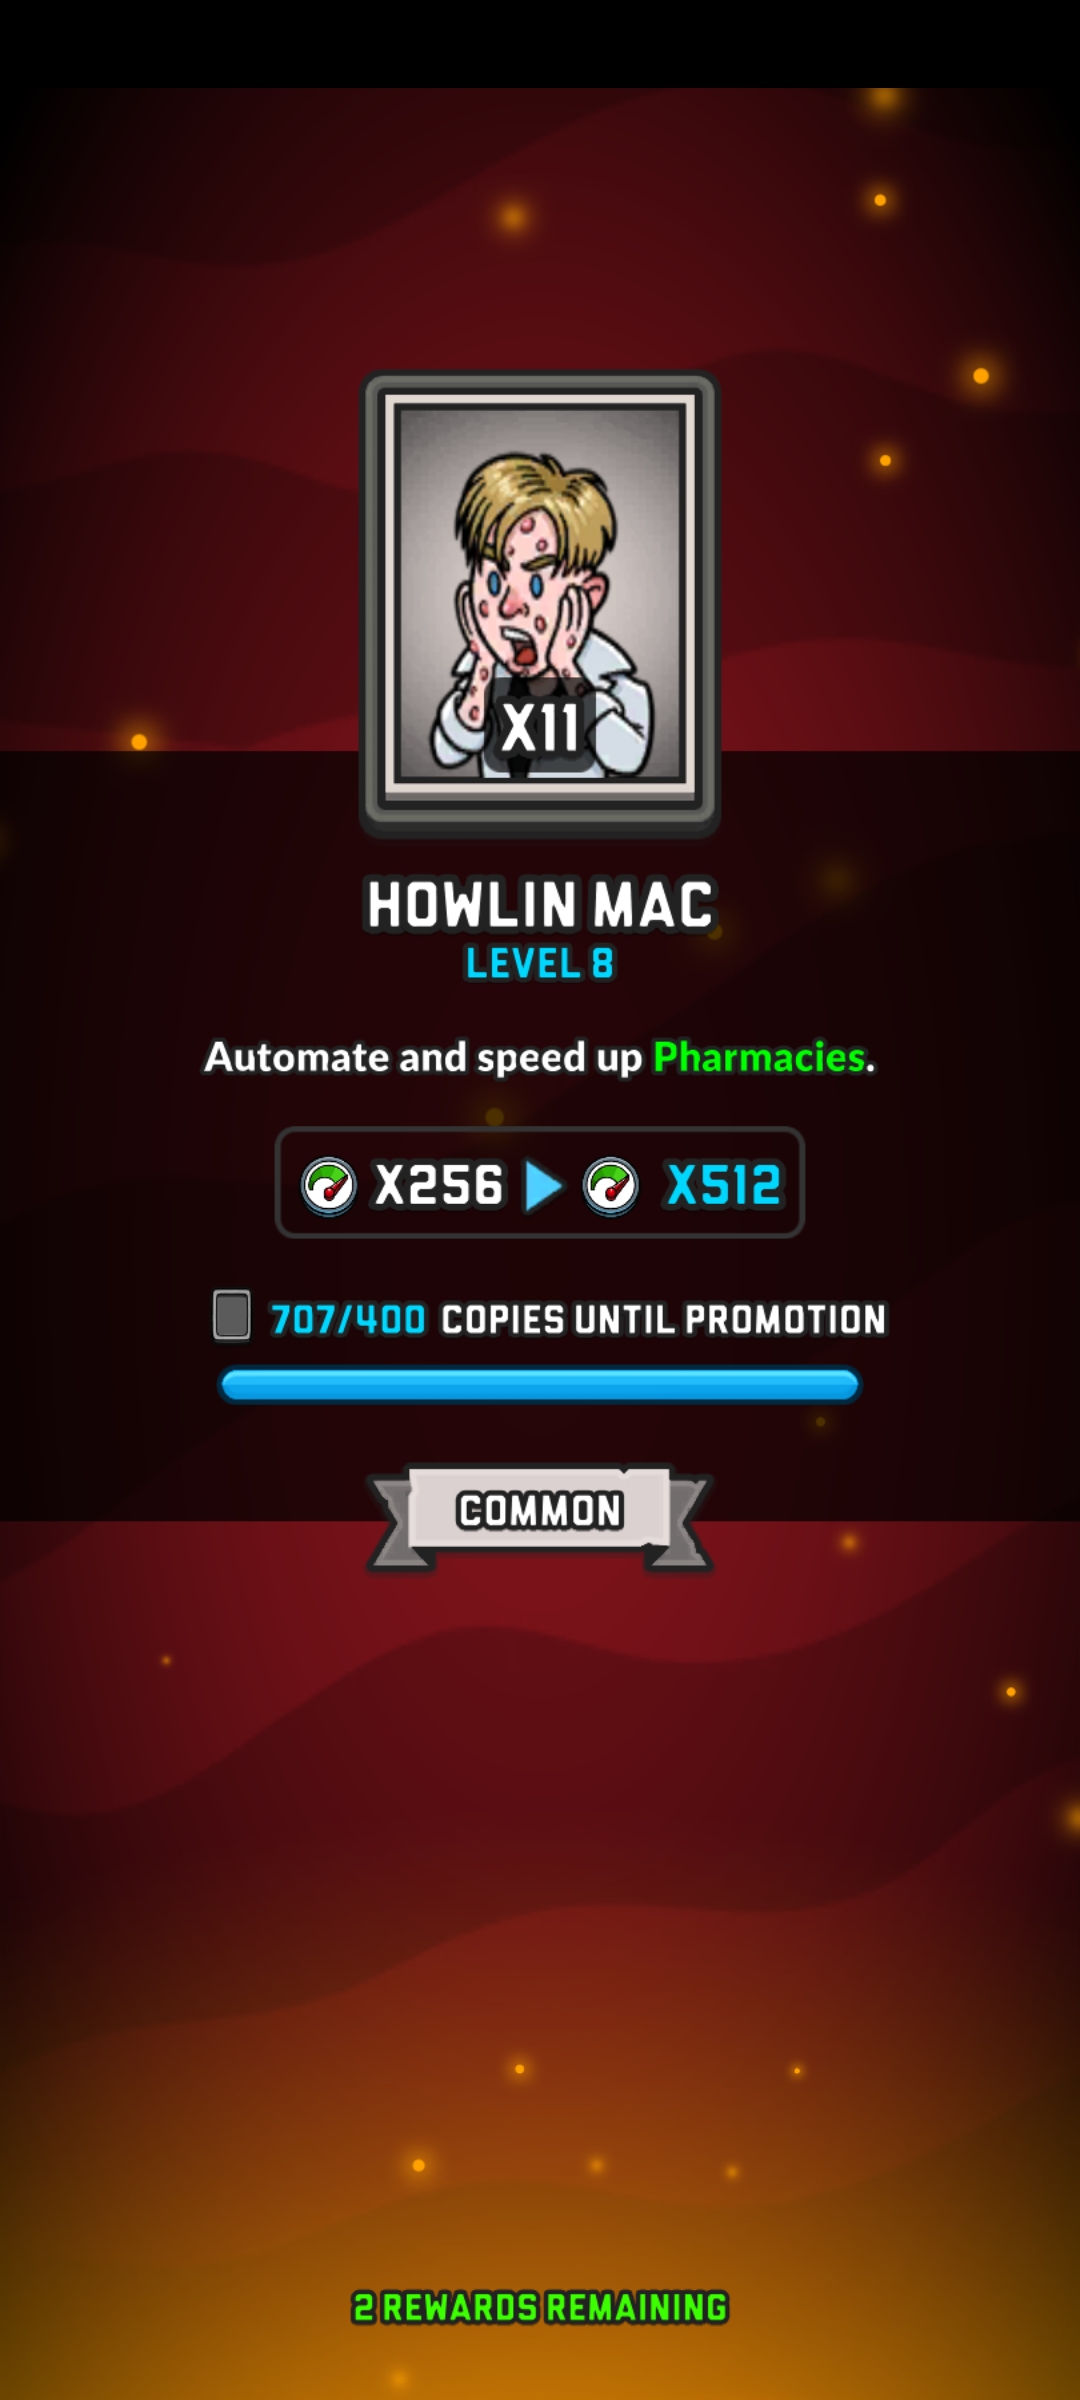 X11
HOWLIN MAC
LEVEL 8
Automate and speed up Pharmacies.
X256 X512
707/400 COPIES UNTIL PROMOTION
COMMON
2 REWARDS REMAINING